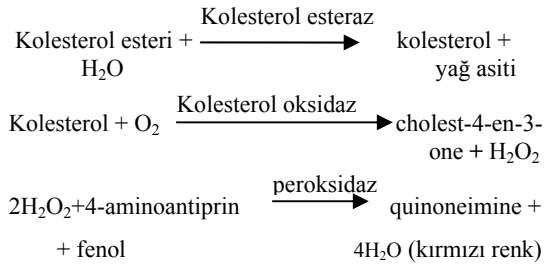 Kolesterol esteraz
Kolesterol esteri + kolesterol +
H₂O yağ asiti
Kolesterol oksidaz
Kolesterol + O₂ cholest-4-en-3-
one + H₂O₂
peroksidaz
2H₂O₂+4-aminoantiprin quinoneimine +
+ fenol 4H₂O (kırmızı renk)